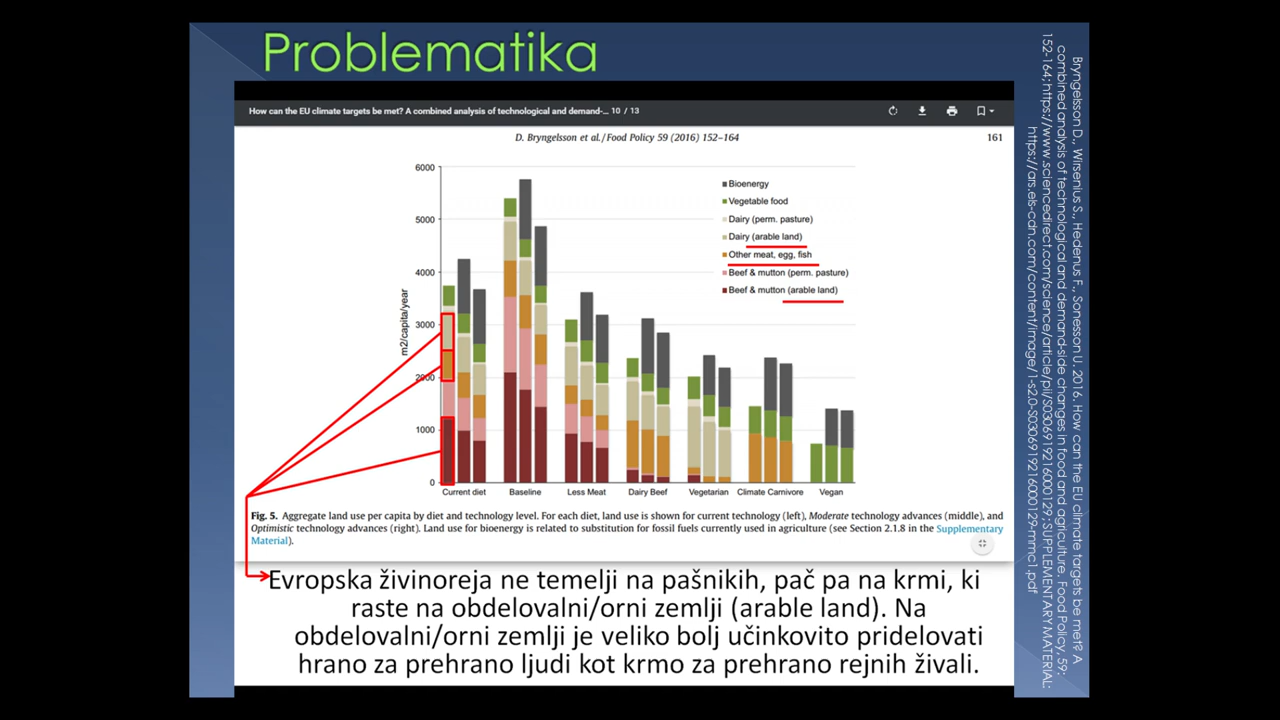 Problematika
How can the EU climate targets be met? A combined analysis of technological and demand-... 10 / 13
D. Bryngelsson et al. / Food Policy 59 (2016) 152–164
161
6000
5000
4000
3000
2000
1000
0
m2/capita/year
Bioenergy
Vegetable food
Dairy (perm. pasture)
Dairy (arable land)
Other meat, egg, fish
Beef & mutton (perm. pasture)
Beef & mutton (arable land)
Current diet
Baseline
Less Meat
Dairy Beef
Vegetarian
Climate Carnivore
Vegan
Fig. 5. Aggregate land use per capita by diet and technology level. For each diet, land use is shown for current technology (left), Moderate technology advances (middle), and
Optimistic technology advances (right). Land use for bioenergy is related to substitution for fossil fuels currently used in agriculture (see Section 2.1.8 in the Supplementary
Material).
Evropska živinoreja ne temelji na pašnikih, pač pa na krmi, ki
raste na obdelovalni/orni zemlji (arable land). Na
obdelovalni/orni zemlji je veliko bolj učinkovito pridelovati
hrano za prehrano ljudi kot krmo za prehrano rejnih živali.
Bryngelsson D., Wirsenius S., Hedenus F., Sonesson U. 2016. How can the EU climate targets be met? A
combined analysis of technological and demand-side changes in food and agriculture. Food Policy, 59:
152-164; https://www.sciencedirect.com/science/article/pii/S0306919216000129; SUPPLEMENTARY MATERIAL:
https://ars.els-cdn.com/content/image/1-s2.0-S0306919216000129-mmc1.pdf